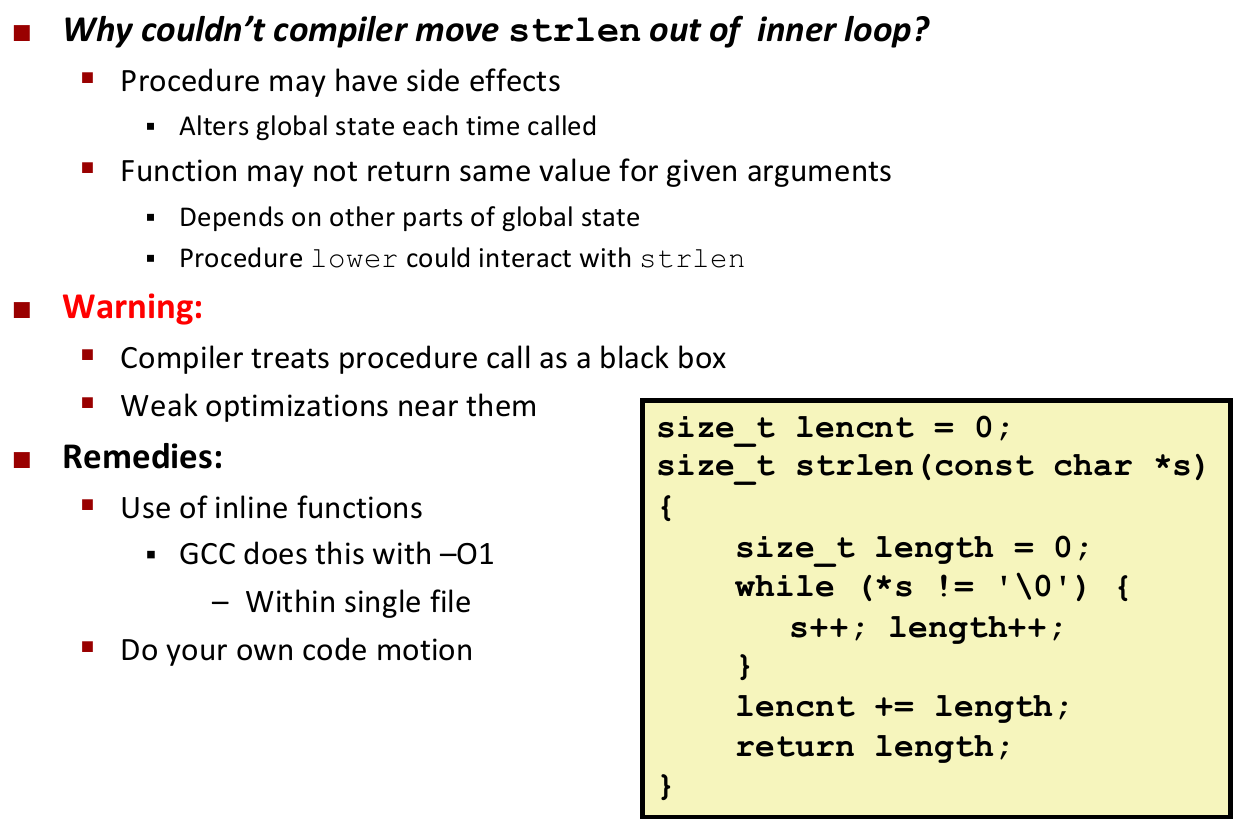 Why couldn’t compiler move strlen out of inner loop?
Procedure may have side effects
Alters global state each time called
Function may not return same value for given arguments
Depends on other parts of global state
Procedure lower could interact with strlen
Warning:
Compiler treats procedure call as a black box
Weak optimizations near them
Remedies:
Use of inline functions
GCC does this with –O1
– Within single file
Do your own code motion
size_t lencnt = 0;
size_t strlen(const char *s)
{
    size_t length = 0;
    while (*s != '\0') {
       s++; length++;
    }
    lencnt += length;
    return length;
}